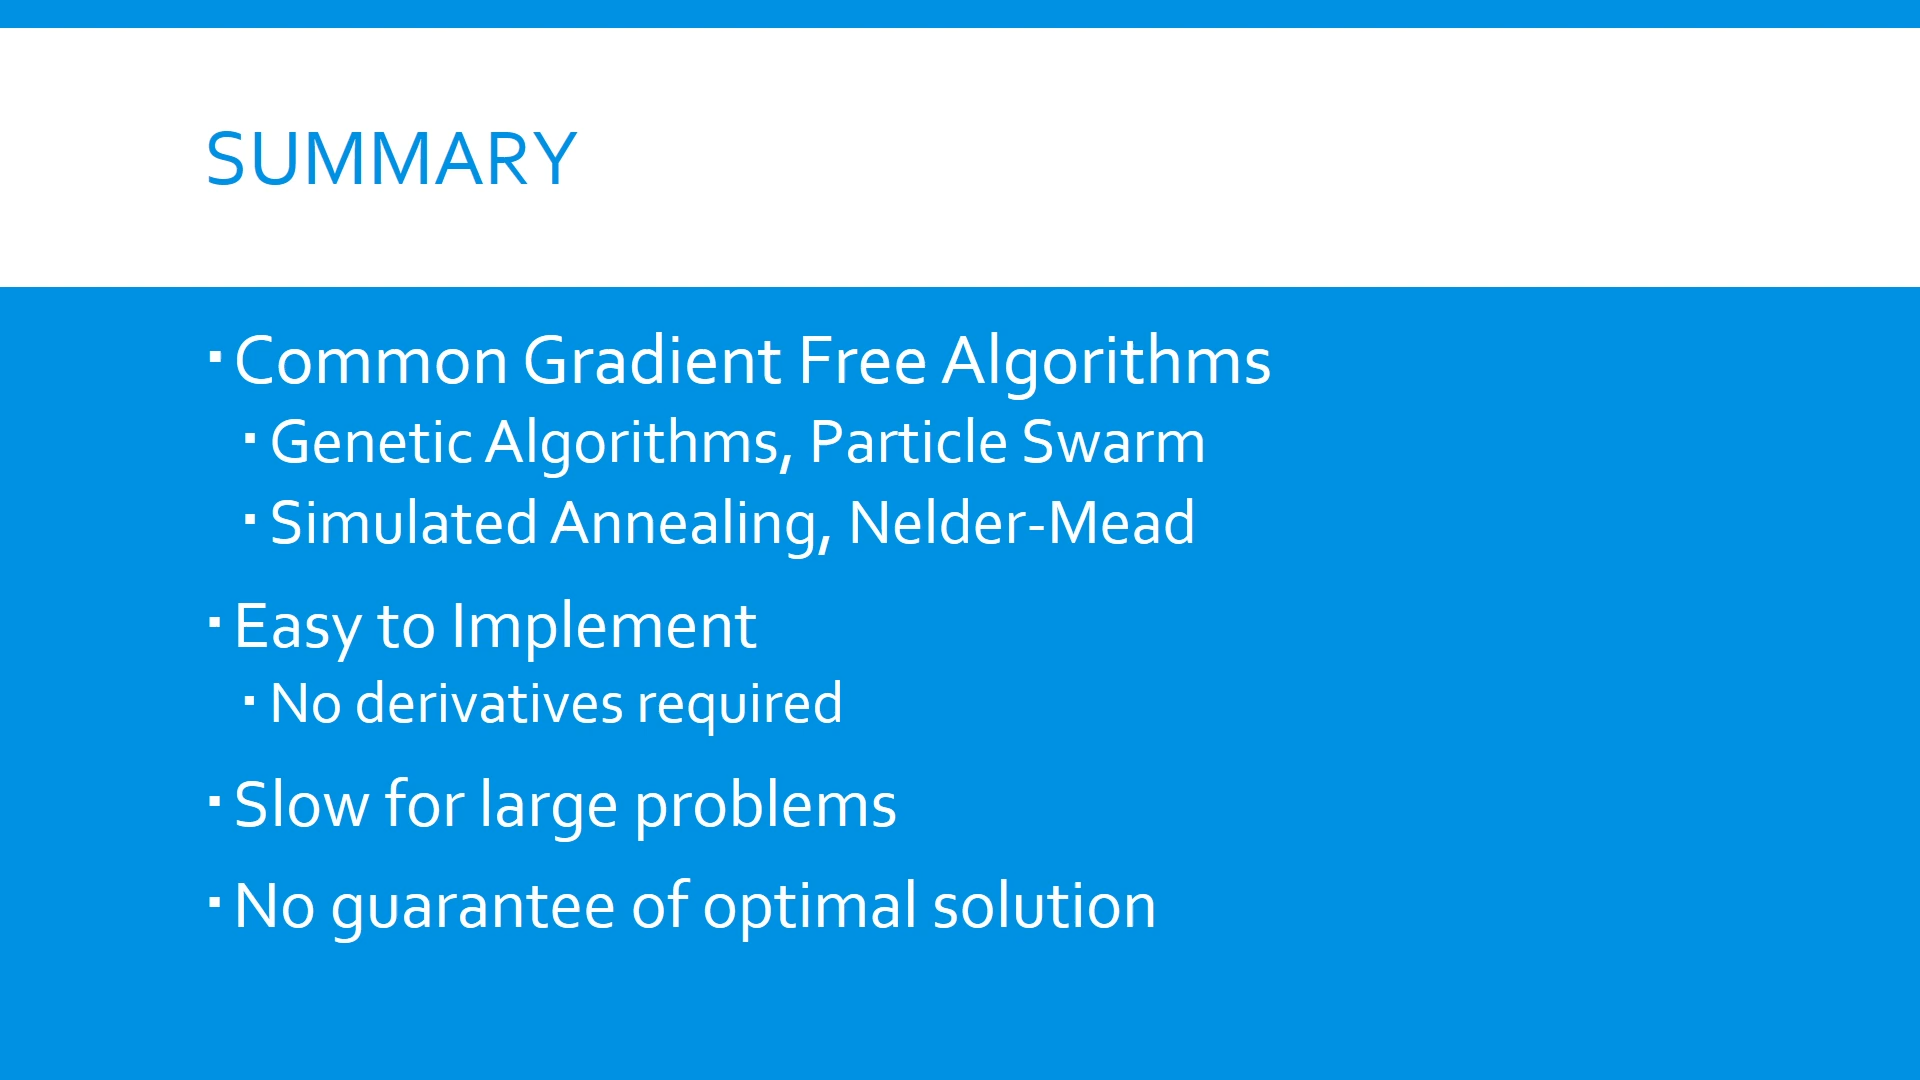 SUMMARY
▪ Common Gradient Free Algorithms
▪ Genetic Algorithms, Particle Swarm
▪ Simulated Annealing, Nelder-Mead
▪ Easy to Implement
▪ No derivatives required
▪ Slow for large problems
▪ No guarantee of optimal solution